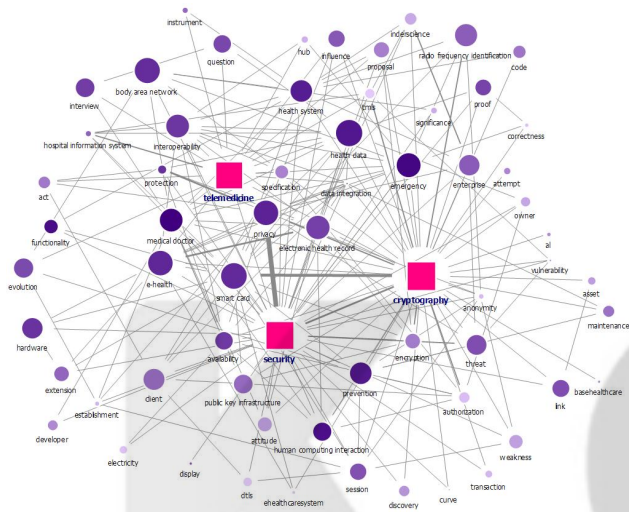 instrument
inderscience
hub
influence
question
proposal
radio frequency identification
code
body area network
interview
health system
tmis
proof
significance
correctness
hospital information system
interoperability
health data
protection
specification
data integration
emergency
enterprise
attempt
act
telemedicine
owner
functionality
medical doctor
privacy
electronic health record
al
vulnerability
evolution
e-health
smart card
cryptography
anonymity
asset
maintenance
hardware
availability
security
encryption
threat
extension
client
public key infrastructure
prevention
authorization
link
basehealthcare
establishment
developer
attitude
human computing interaction
weakness
electricity
display
dtls
ehealthcaresystem
session
discovery
curve
transaction